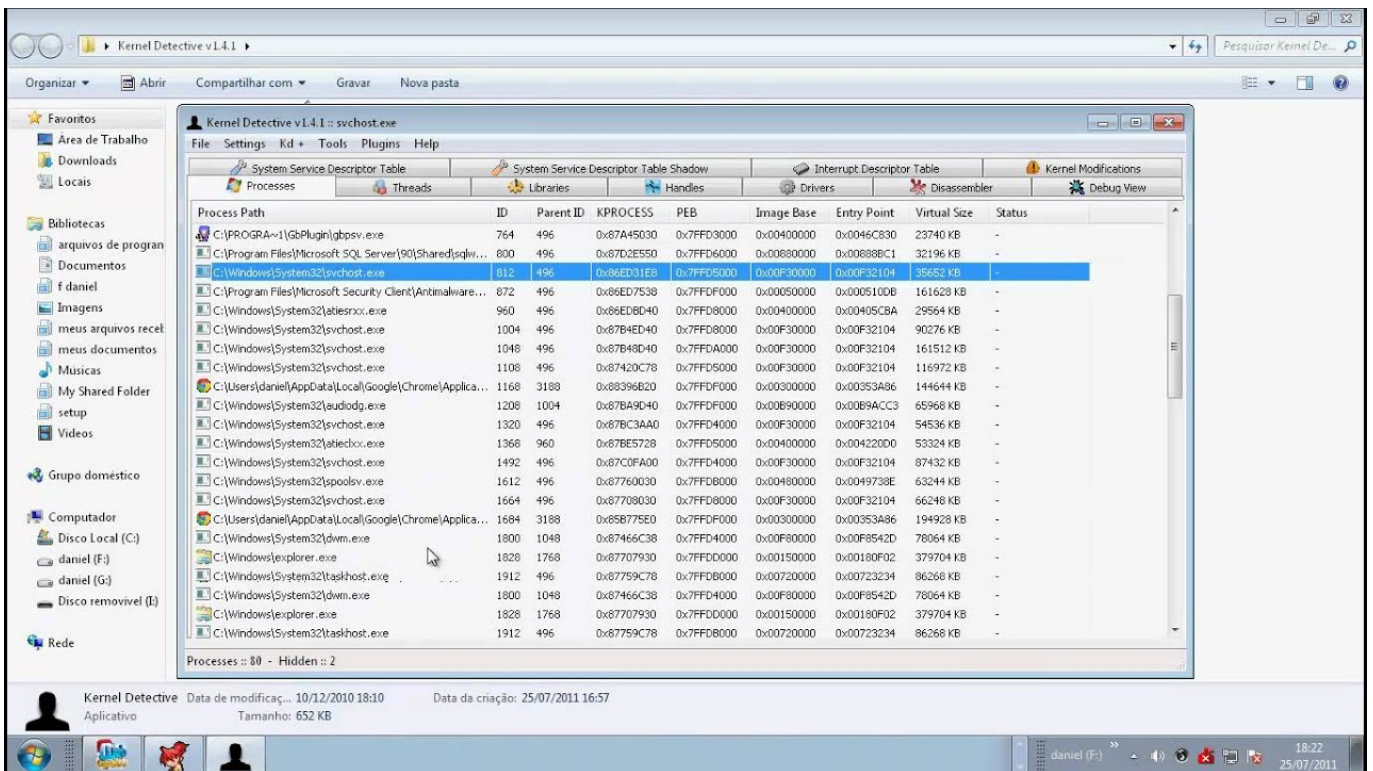 Kernel Detective v1.4.1
Pesquisar Kernel De...
Organizar Abrir Compartilhar com Gravar Nova pasta
Favoritos
Área de Trabalho
Downloads
Locais
Bibliotecas
arquivos de progran
Documentos
f daniel
Imagens
meus arquivos recel
meus documentos
Músicas
My Shared Folder
setup
Vídeos
Grupo doméstico
Computador
Disco Local (C:)
daniel (F:)
daniel (G:)
Disco removível (I:)
Rede
Kernel Detective v1.4.1 :: svchost.exe
File Settings Kd + Tools Plugins Help
System Service Descriptor Table System Service Descriptor Table Shadow Interrupt Descriptor Table Kernel Modifications
Processes Threads Libraries Handles Drivers Disassembler Debug View
Process Path ID Parent ID KPROCESS PEB Image Base Entry Point Virtual Size Status
C:\PROGRA~1\GbPlugin\gbpsv.exe 764 496 0x87A45030 0x7FFD3000 0x00400000 0x0046C830 23740 KB -
C:\Program Files\Microsoft SQL Server\90\Shared\sqlw... 800 496 0x87D2E550 0x7FFD6000 0x00880000 0x00888BC1 32196 KB -
C:\Windows\System32\svchost.exe 812 496 0x86ED31E8 0x7FFD5000 0x00F30000 0x00F32104 35652 KB -
C:\Program Files\Microsoft Security Client\Antimalware... 872 496 0x86ED7538 0x7FFDF000 0x00050000 0x000510DB 161628 KB -
C:\Windows\System32\atiesrxx.exe 960 496 0x86EDBD40 0x7FFD8000 0x00400000 0x00405CBA 29564 KB -
C:\Windows\System32\svchost.exe 1004 496 0x87B4ED40 0x7FFD8000 0x00F30000 0x00F32104 90276 KB -
C:\Windows\System32\svchost.exe 1048 496 0x87B48D40 0x7FFDA000 0x00F30000 0x00F32104 161512 KB -
C:\Windows\System32\svchost.exe 1108 496 0x87420C78 0x7FFD5000 0x00F30000 0x00F32104 116972 KB -
C:\Users\daniel\AppData\Local\Google\Chrome\Applica... 1168 3188 0x88396B20 0x7FFDF000 0x00300000 0x00353A86 144644 KB -
C:\Windows\System32\audiodg.exe 1208 1004 0x87BA9D40 0x7FFDF000 0x00B90000 0x00B9ACC3 65968 KB -
C:\Windows\System32\svchost.exe 1320 496 0x87BC3AA0 0x7FFD4000 0x00F30000 0x00F32104 54536 KB -
C:\Windows\System32\atieclxx.exe 1368 960 0x87BE5728 0x7FFD5000 0x00400000 0x004220D0 53324 KB -
C:\Windows\System32\svchost.exe 1492 496 0x87C0FA00 0x7FFD4000 0x00F30000 0x00F32104 87432 KB -
C:\Windows\System32\spoolsv.exe 1612 496 0x87760030 0x7FFDB000 0x00480000 0x0049738E 63244 KB -
C:\Windows\System32\svchost.exe 1664 496 0x87708030 0x7FFD8000 0x00F30000 0x00F32104 66248 KB -
C:\Users\daniel\AppData\Local\Google\Chrome\Applica... 1684 3188 0x85B775E0 0x7FFDF000 0x00300000 0x00353A86 194928 KB -
C:\Windows\System32\dwm.exe 1800 1048 0x87466C38 0x7FFD4000 0x00F80000 0x00F8542D 78064 KB -
C:\Windows\explorer.exe 1828 1768 0x87707930 0x7FFDD000 0x00150000 0x00180F02 379704 KB -
C:\Windows\System32\taskhost.exe 1912 496 0x87759C78 0x7FFDB000 0x00720000 0x00723234 86268 KB -
C:\Windows\System32\dwm.exe 1800 1048 0x87466C38 0x7FFD4000 0x00F80000 0x00F8542D 78064 KB -
C:\Windows\explorer.exe 1828 1768 0x87707930 0x7FFDD000 0x00150000 0x00180F02 379704 KB -
C:\Windows\System32\taskhost.exe 1912 496 0x87759C78 0x7FFDB000 0x00720000 0x00723234 86268 KB -
Processes :: 80 - Hidden :: 2
Kernel Detective Data de modificaç... 10/12/2010 18:10 Data da criação: 25/07/2011 16:57
Aplicativo Tamanho: 652 KB
daniel (F:) 18:22
25/07/2011